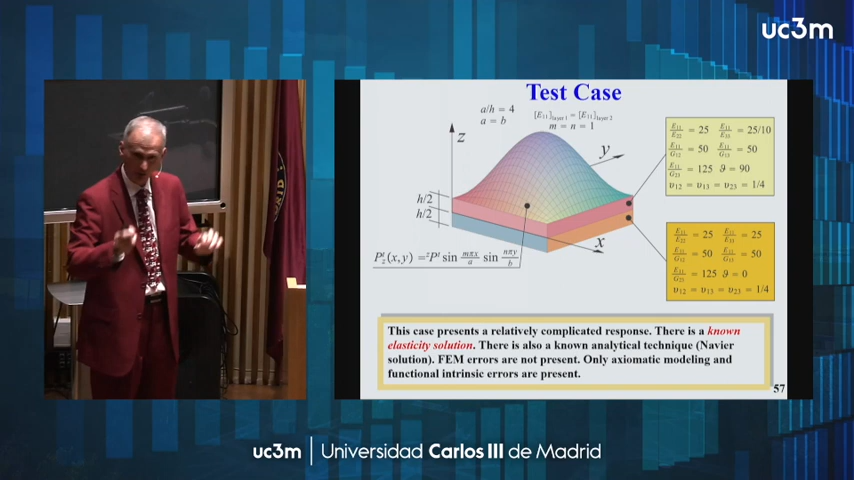 uc3m
Test Case
a/h = 4
a = b
[E₁₁]layer 1 = [E₁₁]layer 2
m = n = 1
z
y
x
h/2
h/2
E₁₁/E₂₂ = 25 E₁₁/E₃₃ = 25/10
E₁₁/G₁₂ = 50 E₁₁/G₁₃ = 50
E₁₁/G₂₃ = 125 ϑ = 90
υ₁₂ = υ₁₃ = υ₂₃ = 1/4
E₁₁/E₂₂ = 25 E₁₁/E₃₃ = 25
E₁₁/G₁₂ = 50 E₁₁/G₁₃ = 50
E₁₁/G₂₃ = 125 ϑ = 0
υ₁₂ = υ₁₃ = υ₂₃ = 1/4
sin mπx/a sin nπy/b
This case presents a relatively complicated response. There is a known
elasticity solution. There is also a known analytical technique (Navier
solution). FEM errors are not present. Only axiomatic modeling and
functional intrinsic errors are present.
57
uc3m | Universidad Carlos III de Madrid